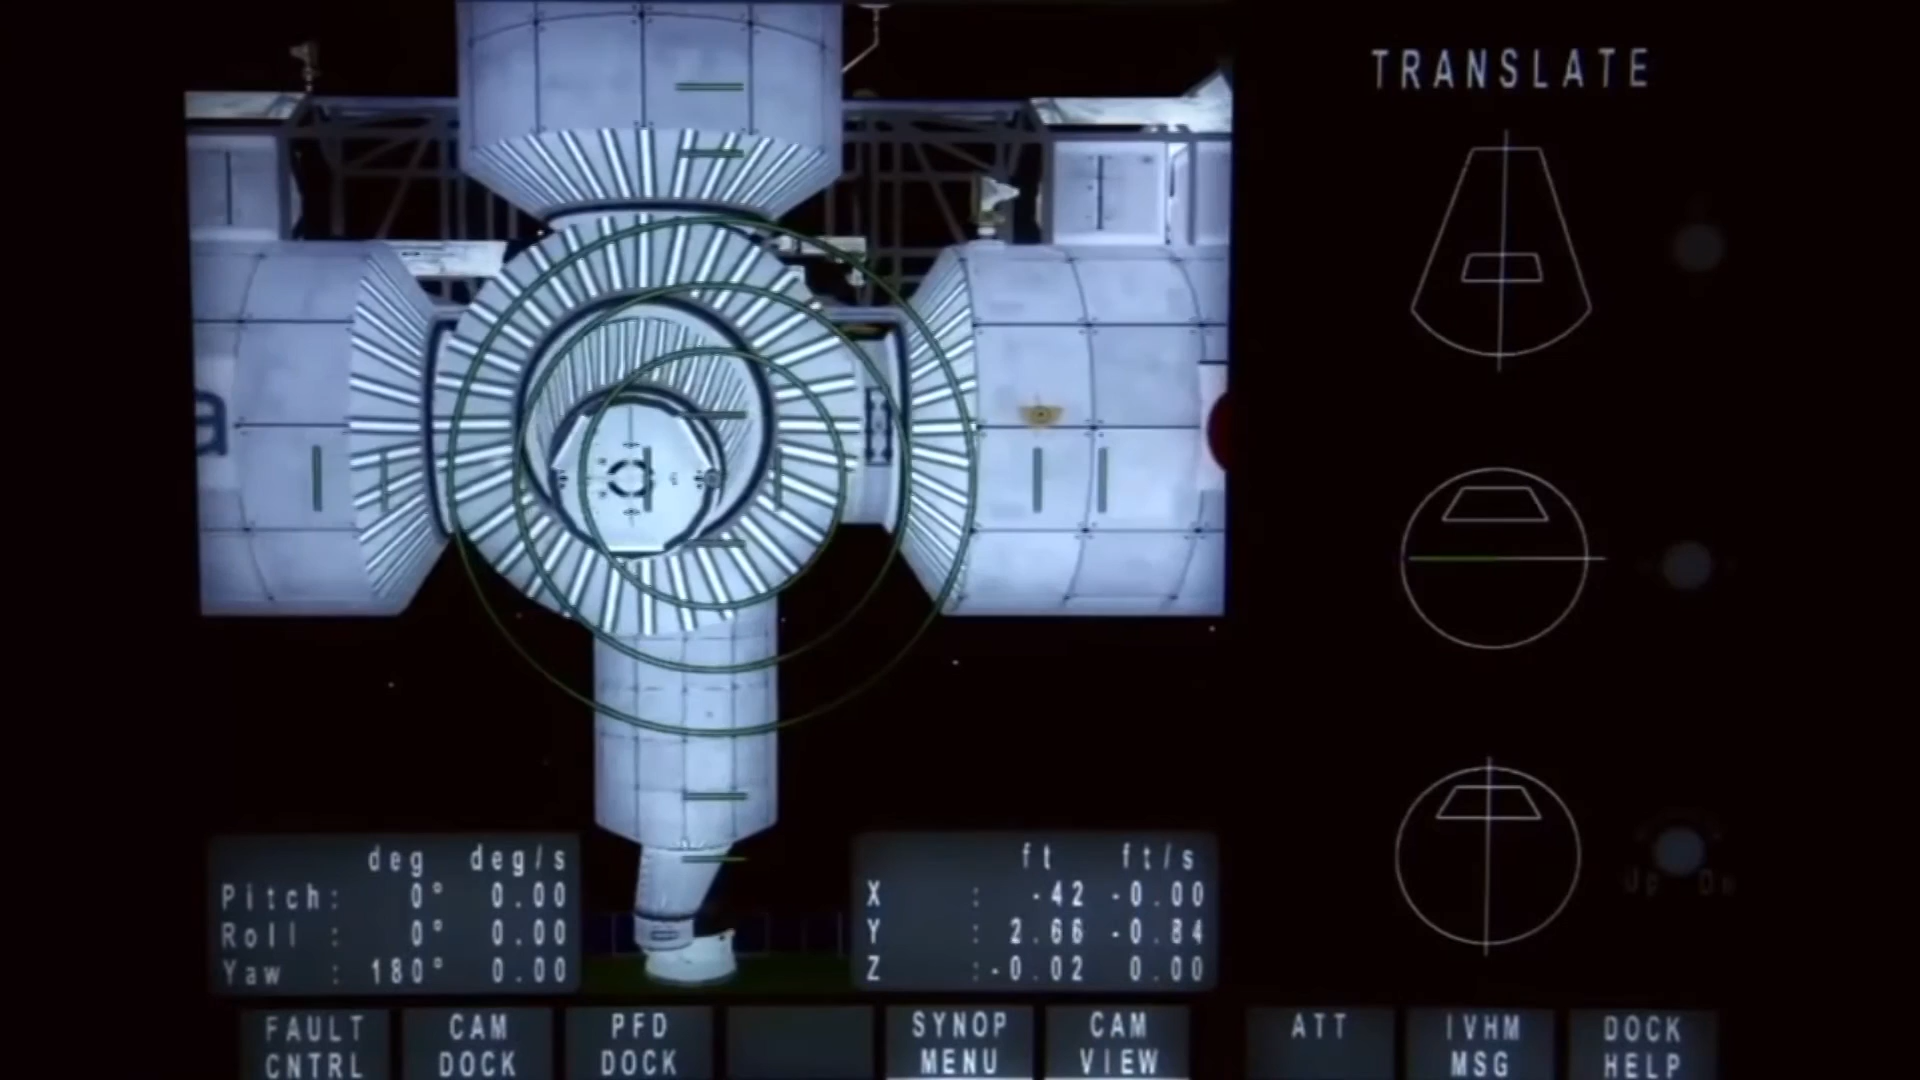 TRANSLATE
a
deg deg/s
Pitch: 0° 0.00
Roll : 0° 0.00
Yaw : 180° 0.00
ft ft/s
X : -42 -0.00
Y : 2.66 -0.84
Z :-0.02 0.00
Up Dn
FAULT CNTRL
CAM DOCK
PFD DOCK
SYNOP MENU
CAM VIEW
ATT
IVHM MSG
DOCK HELP